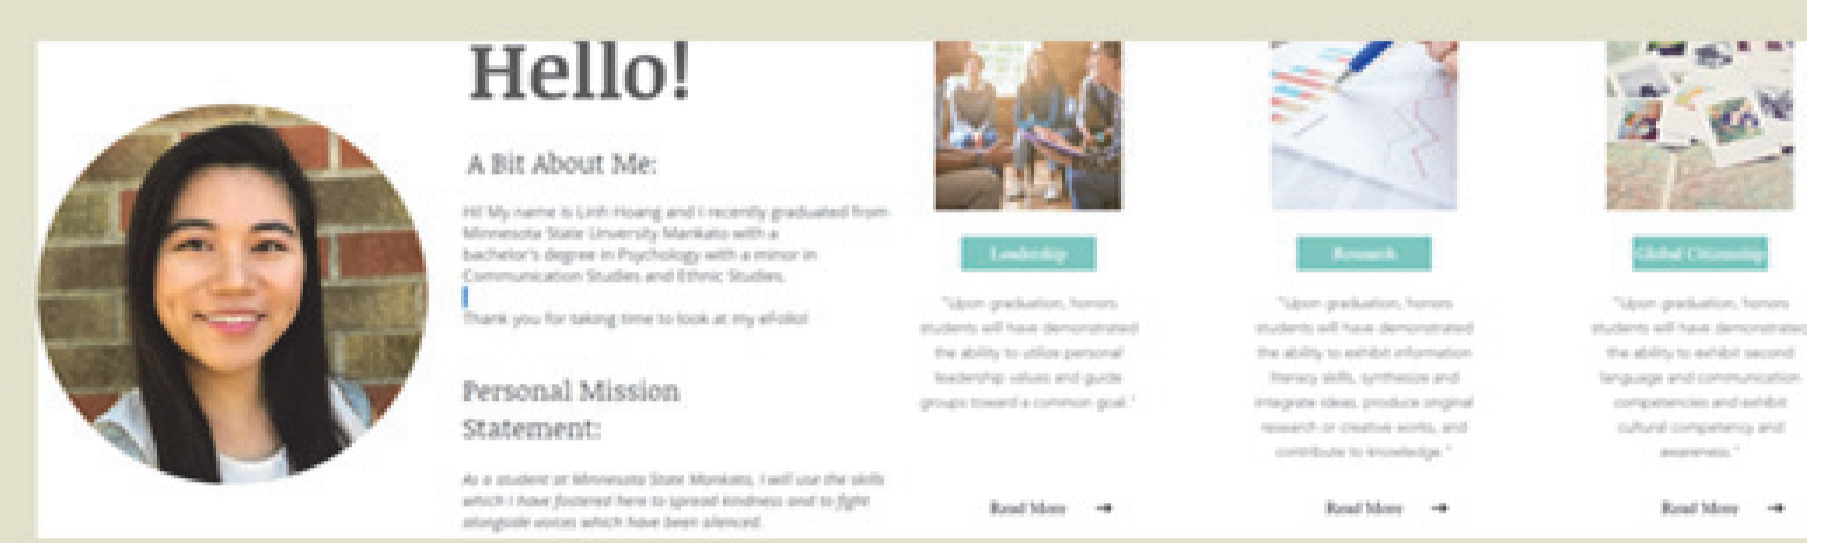 Hello!
A Bit About Me:
Hi! My name is Linh Hoang and I recently graduated from
Minnesota State University Mankato with a
bachelor's degree in Psychology with a minor in
Communication Studies and Ethnic Studies.
Thank you for taking time to look at my eFolio!
Personal Mission
Statement:
As a student at Minnesota State Mankato, I will use the skills
which I have fostered here to spread kindness and to fight
alongside voices which have been silenced.
Leadership
"Upon graduation, honors
students will have demonstrated
the ability to utilize personal
leadership values and guide
groups toward a common goal."
Read More →
Research
"Upon graduation, honors
students will have demonstrated
the ability to exhibit information
literacy skills, synthesize and
integrate ideas, produce original
research or creative works, and
contribute to knowledge."
Read More →
Global Citizenship
"Upon graduation, honors
students will have demonstrated
the ability to exhibit second
language and communication
competencies and exhibit
cultural competency and
awareness."
Read More →